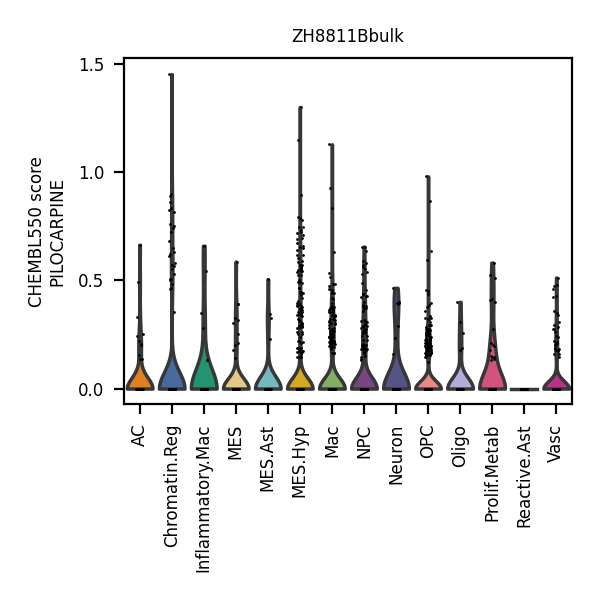 ZH8811Bbulk
CHEMBL550 score
PILOCARPINE
1.5
1.0
0.5
0.0
AC
Chromatin.Reg
Inflammatory.Mac
MES
MES.Ast
MES.Hyp
Mac
NPC
Neuron
OPC
Oligo
Prolif.Metab
Reactive.Ast
Vasc